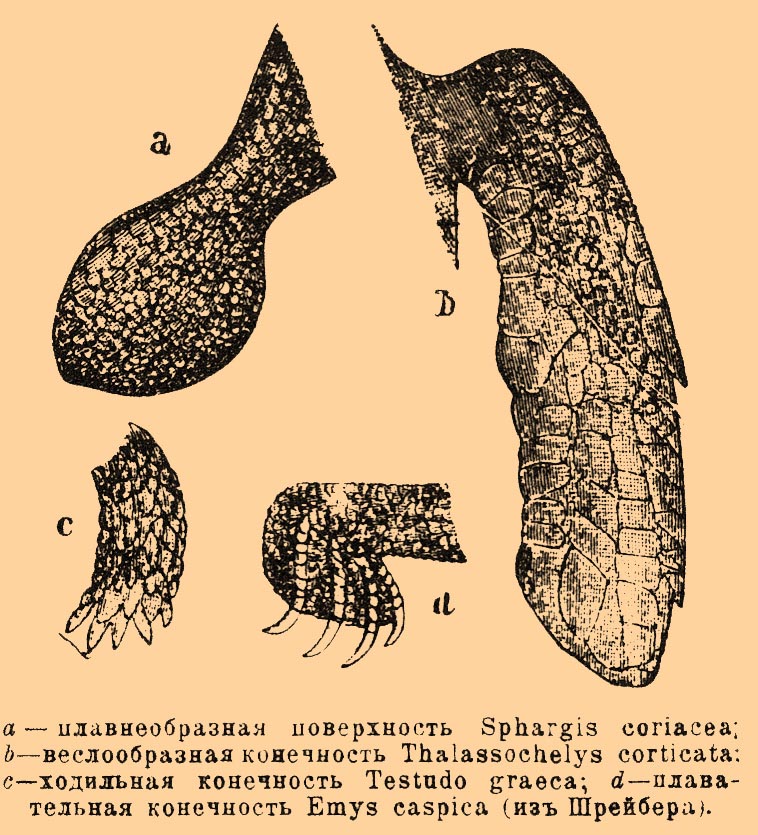 a
b
c
d
a — плавнеобразная поверхность Sphargis coriacea;
b—веслообразная конечность Thalassochelys corticata:
c—ходильная конечность Testudo graeca; d—плава-
тельная конечность Emys caspica (изъ Шрейбера).